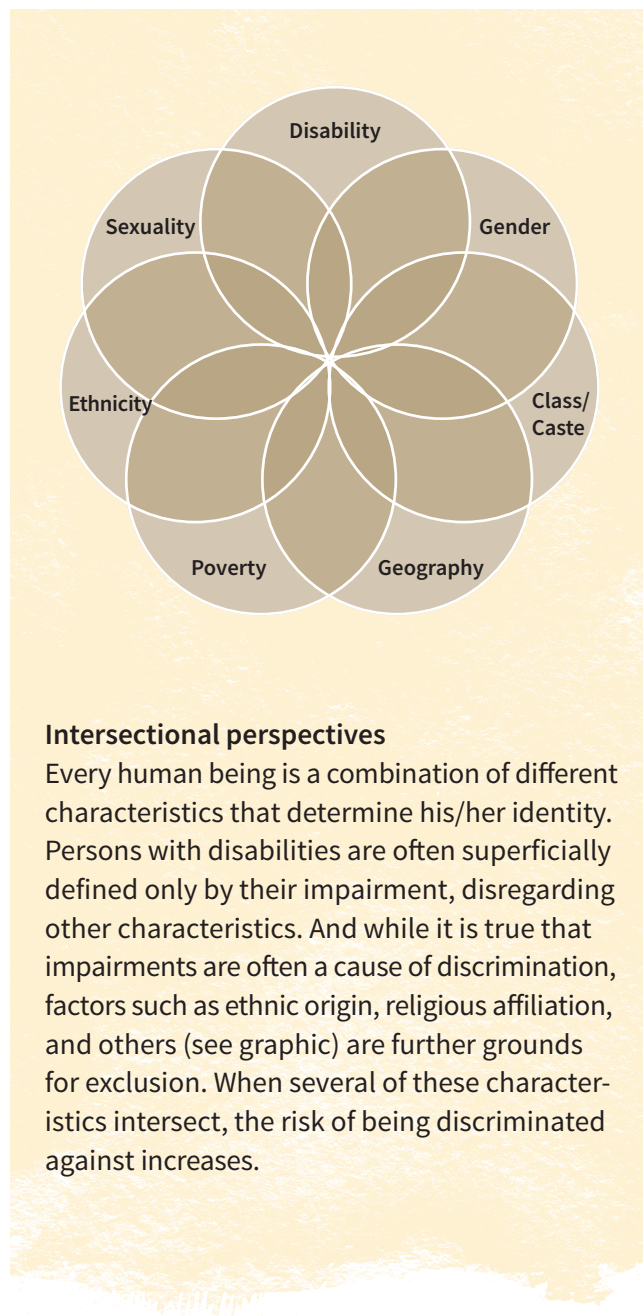 Disability
Sexuality
Gender
Ethnicity
Class/
Caste
Poverty
Geography
Intersectional perspectives
Every human being is a combination of different
characteristics that determine his/her identity.
Persons with disabilities are often superficially
defined only by their impairment, disregarding
other characteristics. And while it is true that
impairments are often a cause of discrimination,
factors such as ethnic origin, religious affiliation,
and others (see graphic) are further grounds
for exclusion. When several of these character-
istics intersect, the risk of being discriminated
against increases.